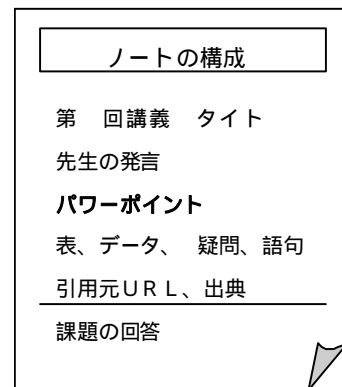 ノートの構成
第　回講義　タイト
先生の発言
パワーポイント
表、データ、　疑問、語句
引用元ＵＲＬ、出典
課題の回答